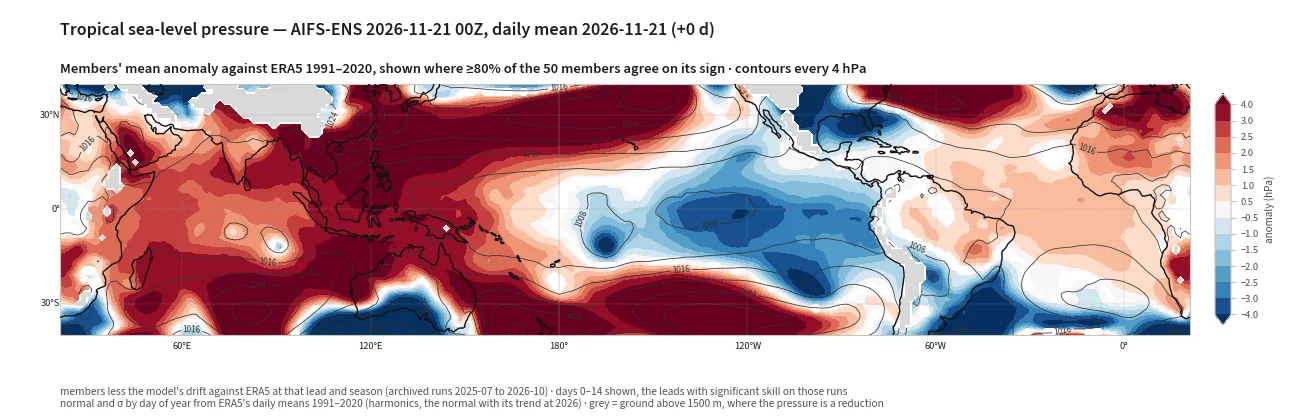 Tropical sea-level pressure — AIFS-ENS 2026-11-21 00Z, daily mean 2026-11-21 (+0 d)
Members' mean anomaly against ERA5 1991–2020, shown where ≥80% of the 50 members agree on its sign · contours every 4 hPa
30°N
0°
30°S
60°E
120°E
180°
120°W
60°W
0°
1016
1016
1016
1024
1024
1016
1008
1008
1016
1016
1016
1008
1016
1016
4.0
3.0
2.5
2.0
1.5
1.0
0.5
−0.5
−1.0
−1.5
−2.0
−2.5
−3.0
−4.0
anomaly (hPa)
members less the model's drift against ERA5 at that lead and season (archived runs 2025-07 to 2026-10) · days 0–14 shown, the leads with significant skill on those runs
normal and σ by day of year from ERA5's daily means 1991–2020 (harmonics, the normal with its trend at 2026) · grey = ground above 1500 m, where the pressure is a reduction